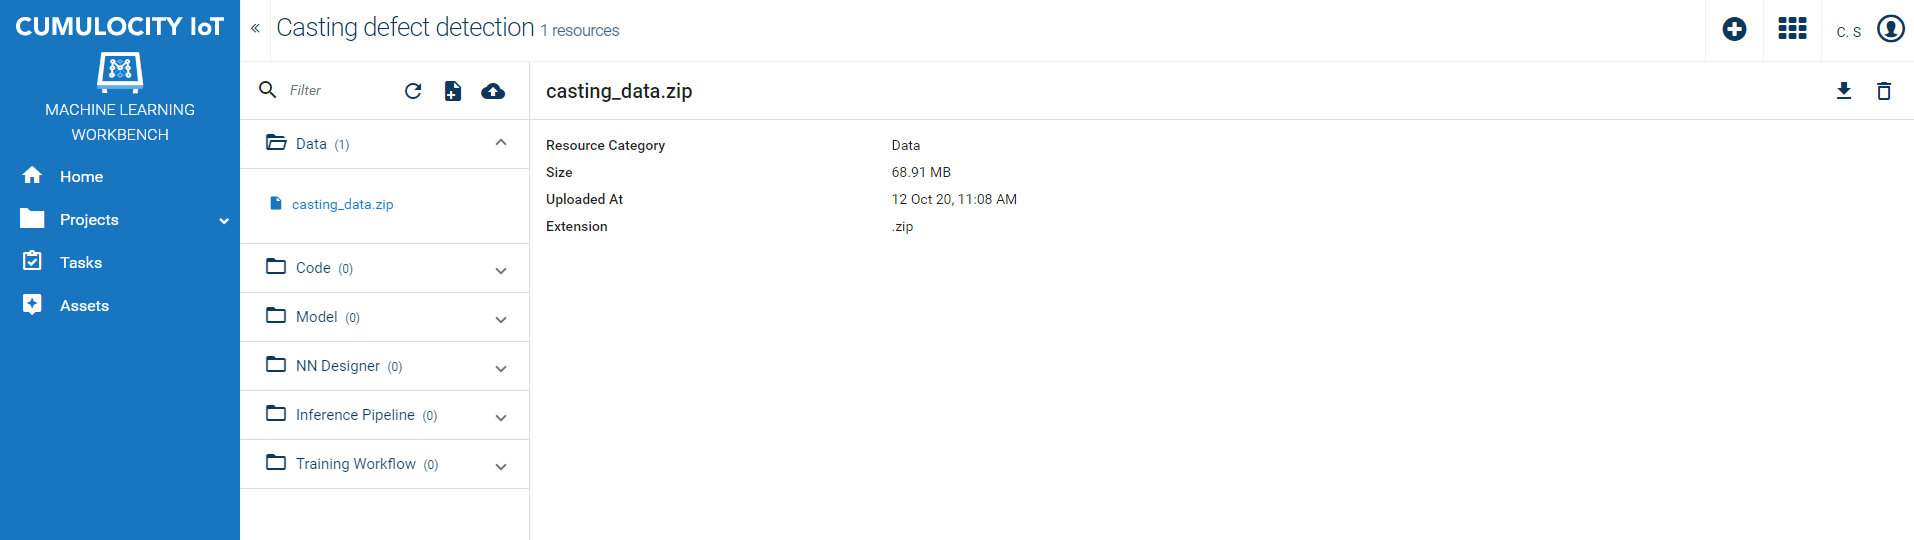 CUMULOCITY IoT
MACHINE LEARNING
WORKBENCH
Home
Projects
Tasks
Assets
« Casting defect detection 1 resources
C. S
Filter
Data (1)
casting_data.zip
Code (0)
Model (0)
NN Designer (0)
Inference Pipeline (0)
Training Workflow (0)
casting_data.zip
Resource Category Data
Size 68.91 MB
Uploaded At 12 Oct 20, 11:08 AM
Extension .zip